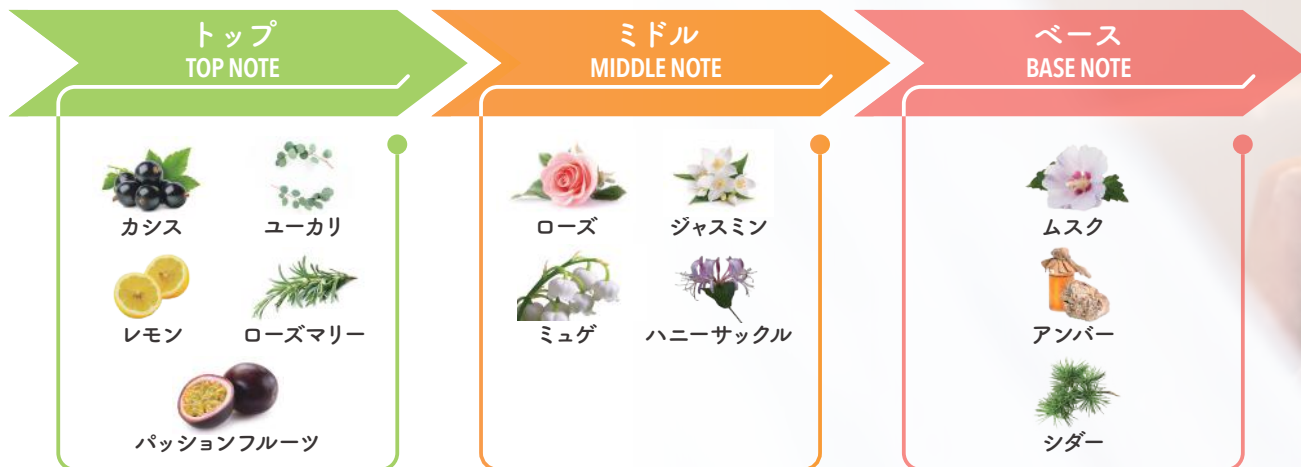 トップ
TOP NOTE
カシス
ユーカリ
レモン
ローズマリー
パッションフルーツ
ミドル
MIDDLE NOTE
ローズ
ジャスミン
ミュゲ
ハニーサックル
ベース
BASE NOTE
ムスク
アンバー
シダー